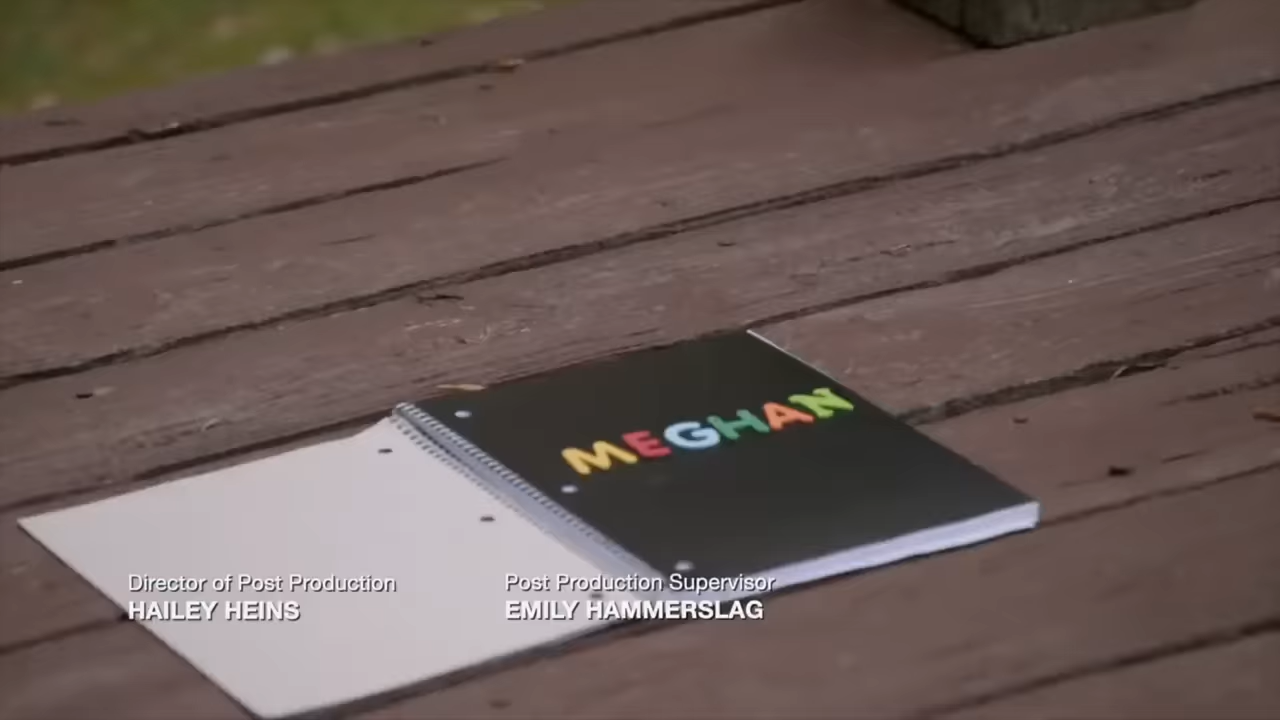 MEGHAN
Director of Post Production
HAILEY HEINS
Post Production Supervisor
EMILY HAMMERSLAG